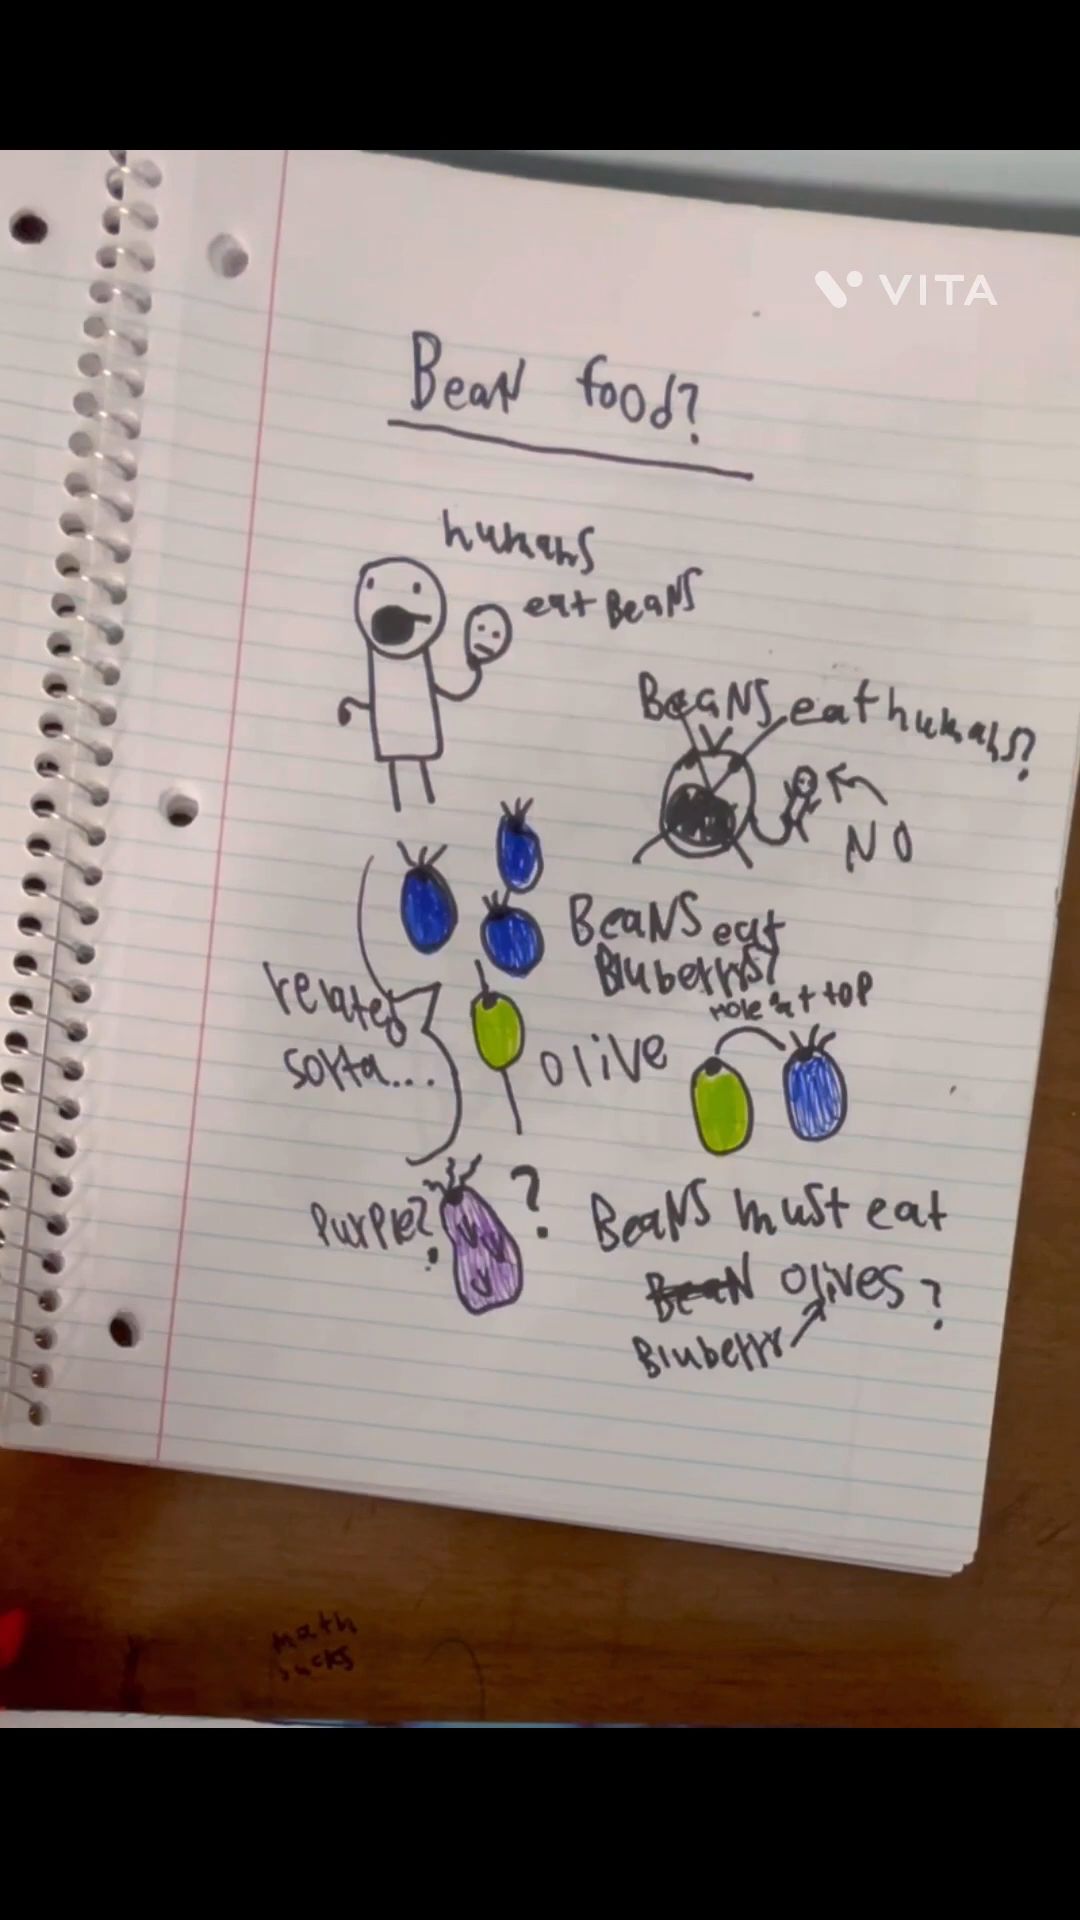 VITA
BeaN food?
humans
eat BeaNS
BeaNS eat humans?
NO
BeaNS eat
Bluberrys?
Hole at top
related
sorta...
olive
Purple?
?
BeaNS must eat
BeaN olives?
Bluberrr
math
sucks